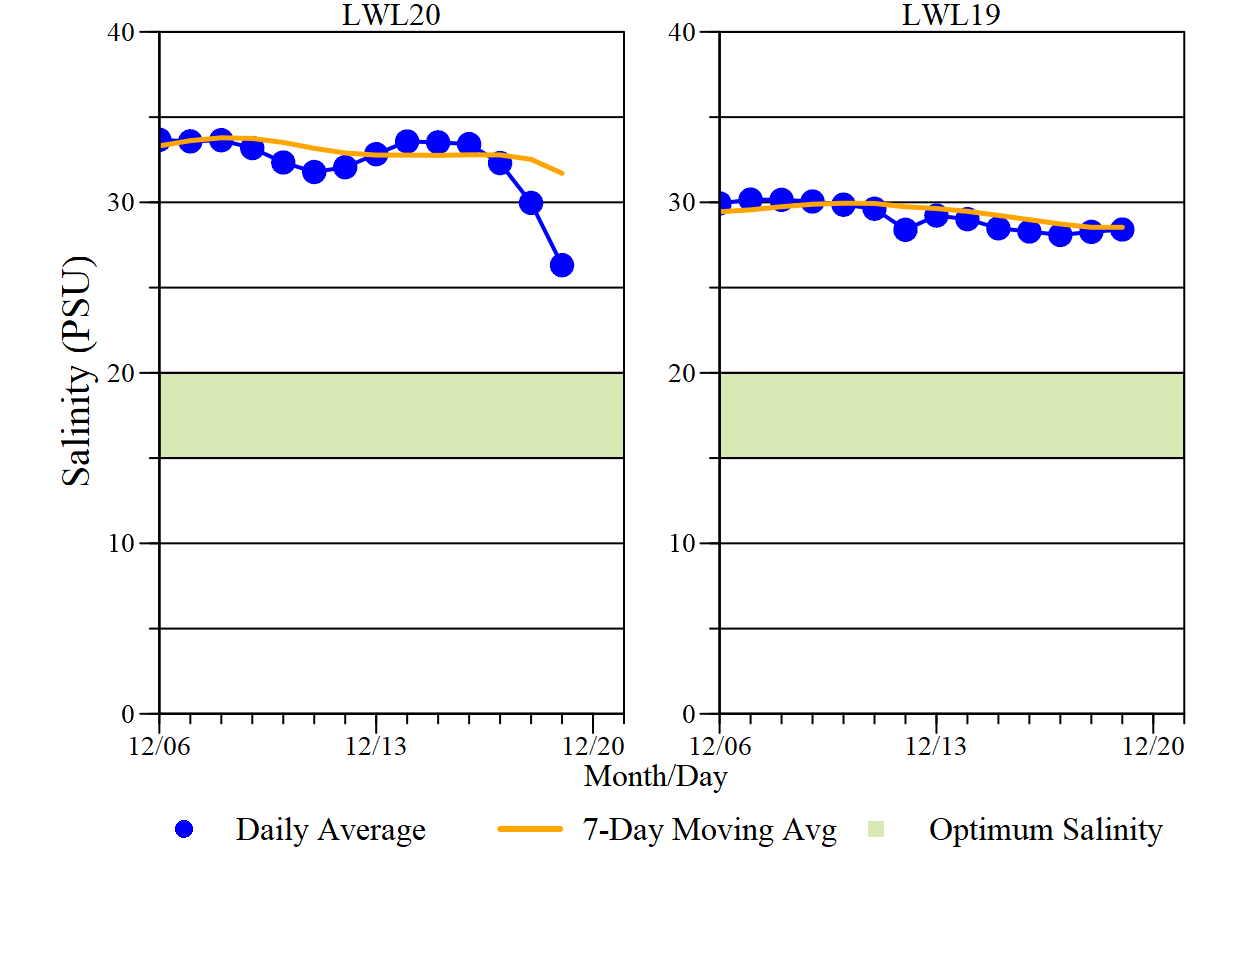 LWL20
LWL19
40
30
20
10
0
40
30
20
10
0
Salinity (PSU)
12/06
12/13
12/20
12/06
12/13
12/20
Month/Day
Daily Average
7-Day Moving Avg
Optimum Salinity